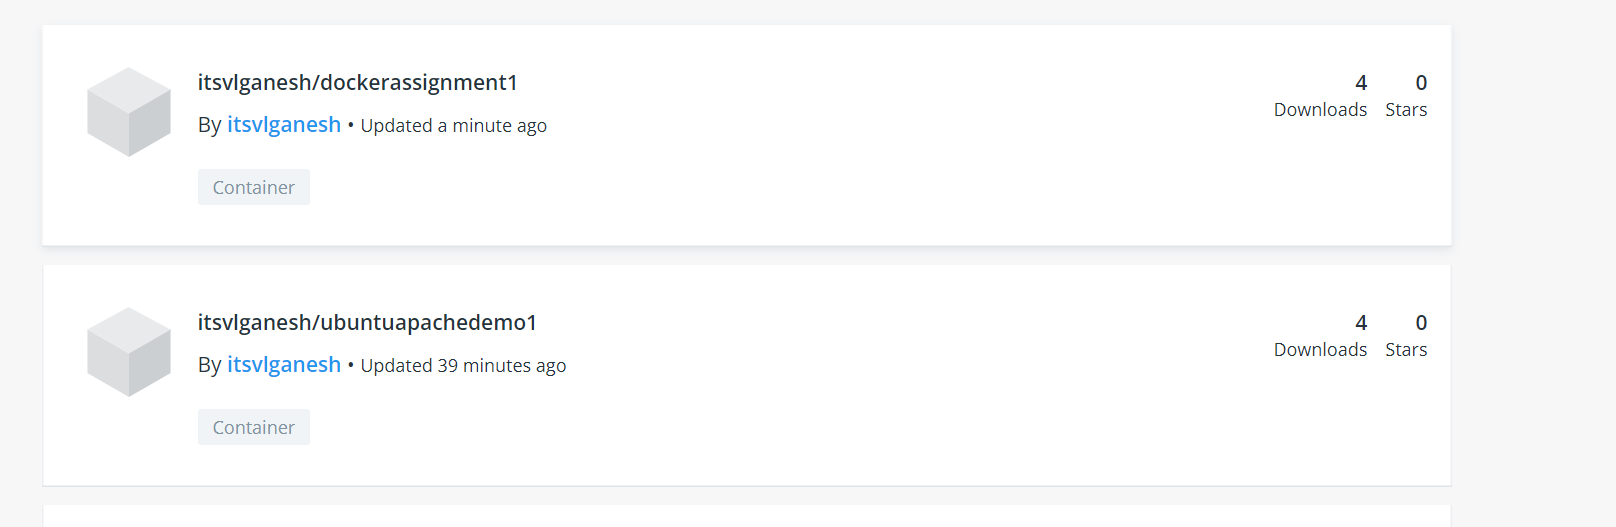 itsvlganesh/dockerassignment1
4 0
By itsvlganesh • Updated a minute ago
Downloads Stars
Container
itsvlganesh/ubuntuapachedemo1
4 0
By itsvlganesh • Updated 39 minutes ago
Downloads Stars
Container